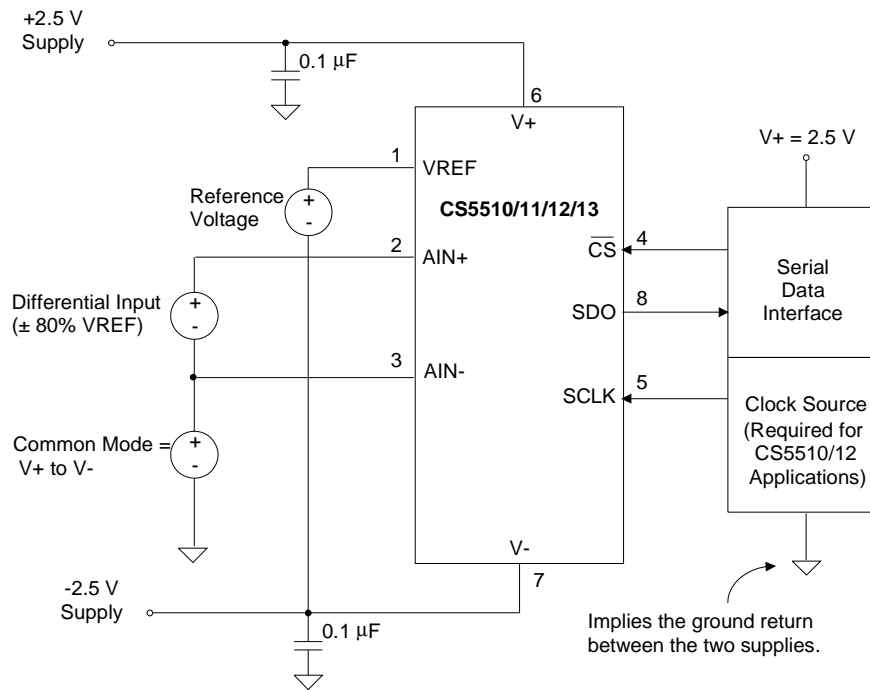 +2.5 V
Supply
0.1 μF
6
V+
V+ = 2.5 V
1
VREF
Reference
Voltage
+
-
CS5510/11/12/13
2
AIN+
CS
4
Serial
Data
Interface
Differential Input
(± 80% VREF)
+
-
SDO
8
3
AIN-
SCLK
5
Clock Source
(Required for
CS5510/12
Applications)
Common Mode =
V+ to V-
+
-
V-
7
-2.5 V
Supply
0.1 μF
Implies the ground return
between the two supplies.